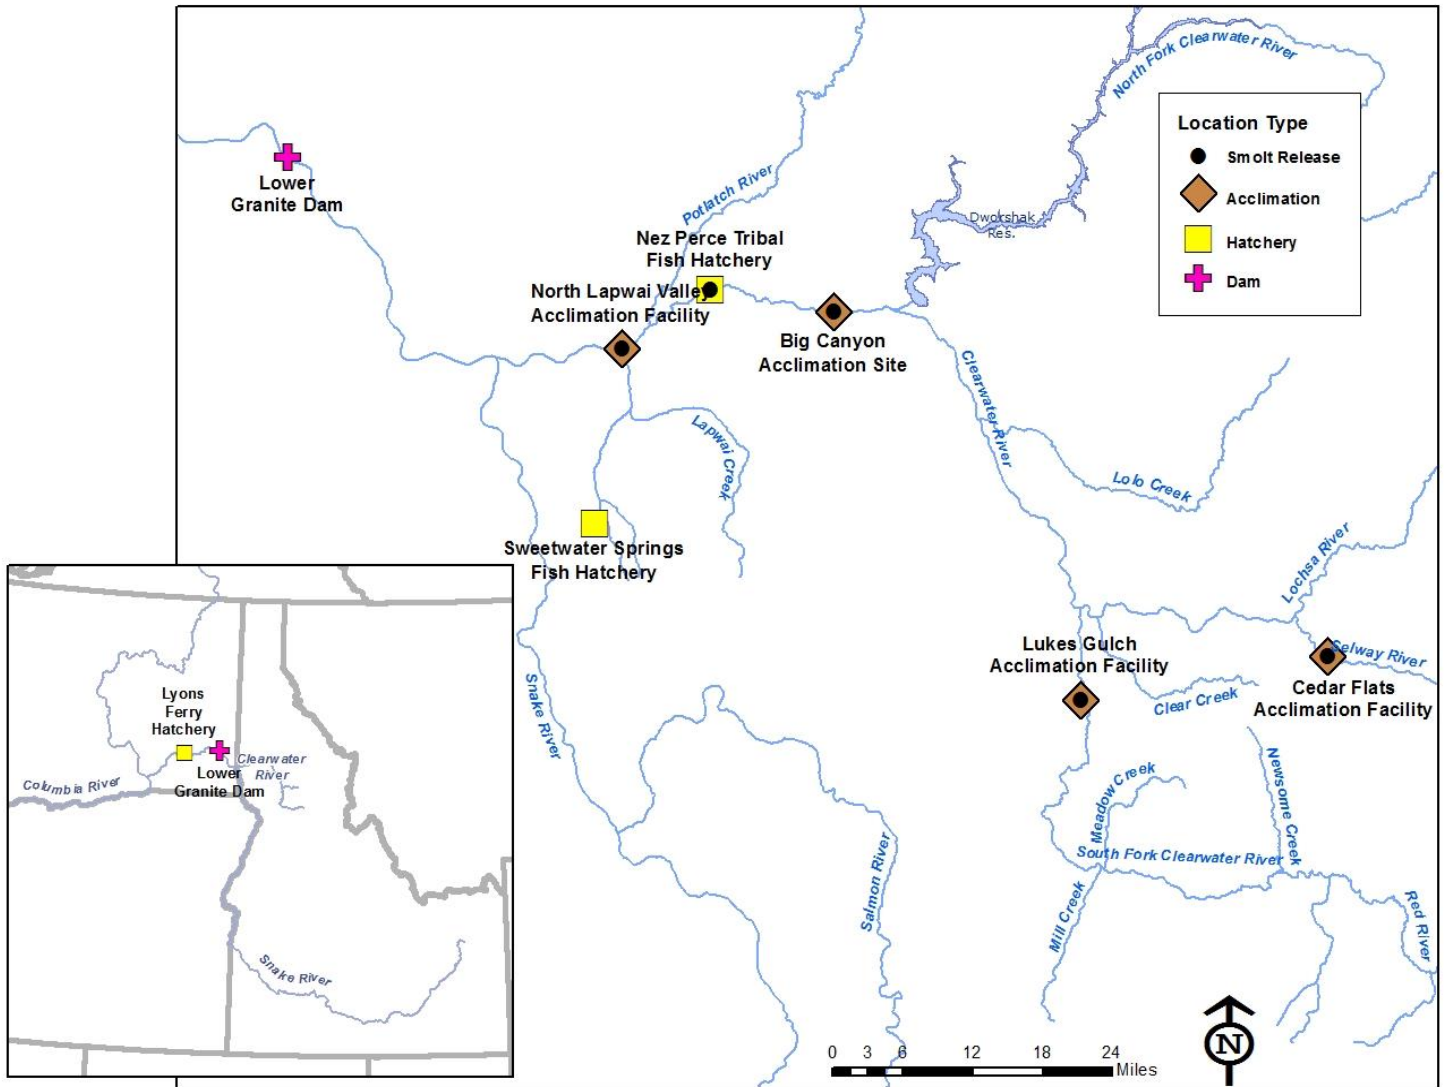 North Fork Clearwater River
Location Type
Smolt Release
Acclimation
Hatchery
Dam
Lower
Granite Dam
Potlatch River
Dworshak
Res.
Nez Perce Tribal
Fish Hatchery
North Lapwai Valley
Acclimation Facility
Big Canyon
Acclimation Site
Clearwater River
Lapwai Creek
Lolo Creek
Sweetwater Springs
Fish Hatchery
Lochsa River
Lukes Gulch
Acclimation Facility
Selway River
Cedar Flats
Acclimation Facility
Clear Creek
Snake River
Newsome Creek
Meadow Creek
South Fork Clearwater River
Salmon River
Mill Creek
Red River
Lyons
Ferry
Hatchery
Clearwater
River
Lower
Granite Dam
Columbia River
Snake River
N
0 3 6 12 18 24
Miles